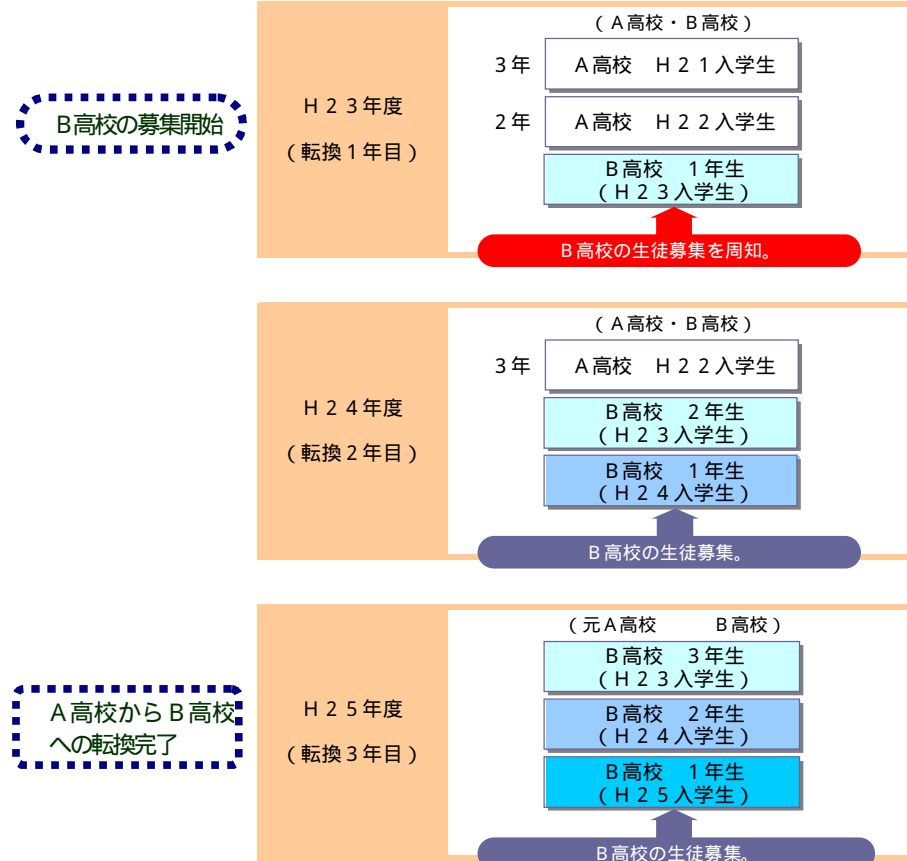 B高校の募集開始
H23年度
(転換1年目)
(A高校・B高校)
3年 A高校 H21入学生
2年 A高校 H22入学生
B高校 1年生
(H23入学生)
B高校の生徒募集を周知。
H24年度
(転換2年目)
(A高校・B高校)
3年 A高校 H22入学生
B高校 2年生
(H23入学生)
B高校 1年生
(H24入学生)
B高校の生徒募集。
A高校からB高校
への転換完了
H25年度
(転換3年目)
(元A高校 B高校)
B高校 3年生
(H23入学生)
B高校 2年生
(H24入学生)
B高校 1年生
(H25入学生)
B高校の生徒募集。